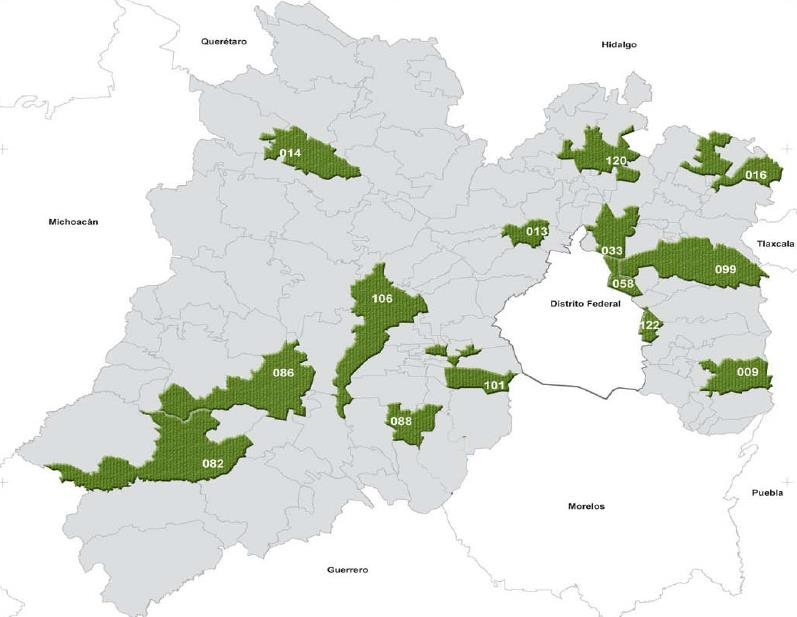 Querétaro
Hidalgo
014
120
016
Michoacán
013
033
Tlaxcala
099
058
106
Distrito Federal
122
086
009
101
088
082
Puebla
Morelos
Guerrero